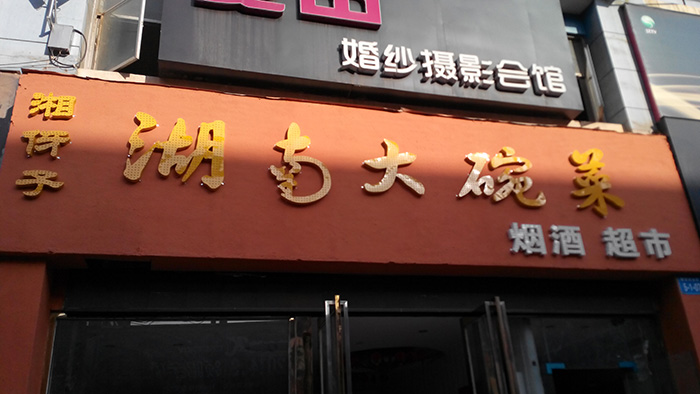 婚纱摄影会馆
湘伢子
湖南大碗菜
烟酒 超市